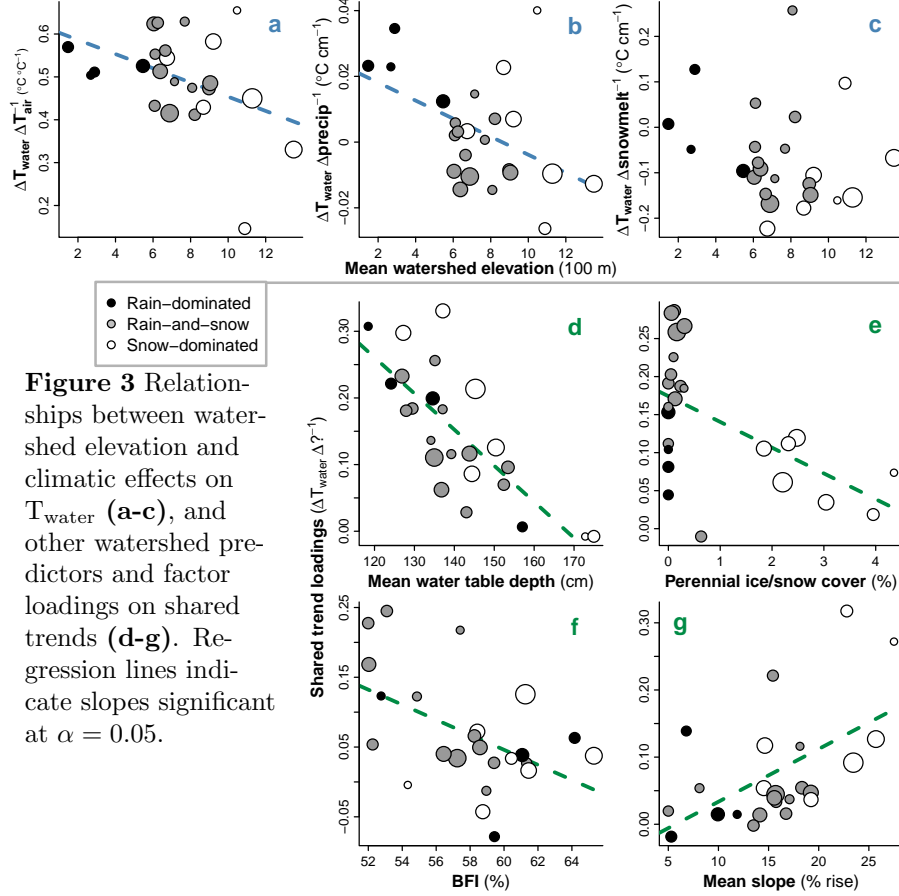 a
b
c
ΔT_water ΔT_air^−1 (°C °C^−1)
0.2 0.3 0.4 0.5 0.6
2 4 6 8 10 12
ΔT_water Δprecip^−1 (°C cm^−1)
−0.02 0 0.02 0.04
2 4 6 8 10 12
ΔT_water Δsnowmelt^−1 (°C cm^−1)
−0.2 −0.1 0 0.1 0.2
2 4 6 8 10 12
Mean watershed elevation (100 m)
Rain−dominated
Rain−and−snow
Snow−dominated
Figure 3 Relation-
ships between water-
shed elevation and
climatic effects on
T_water (a-c), and
other watershed pre-
dictors and factor
loadings on shared
trends (d-g). Re-
gression lines indi-
cate slopes significant
at α = 0.05.
Shared trend loadings (ΔT_water Δ?^−1)
d
0.00 0.10 0.20 0.30
120 130 140 150 160 170
Mean water table depth (cm)
e
0.00 0.05 0.10 0.15 0.20 0.25
0 1 2 3 4
Perennial ice/snow cover (%)
f
−0.05 0.05 0.15 0.25
52 54 56 58 60 62 64
BFI (%)
g
0.00 0.10 0.20 0.30
5 10 15 20 25
Mean slope (% rise)